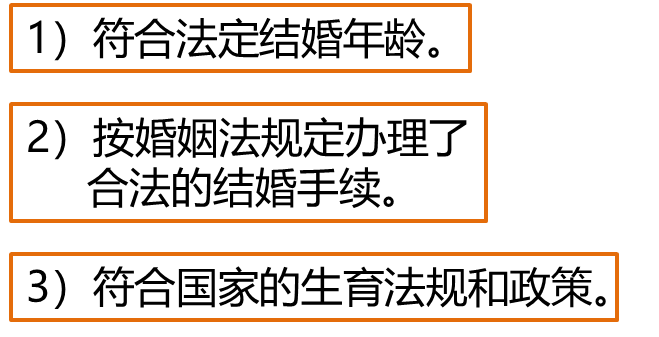 1）符合法定结婚年龄。
2）按婚姻法规定办理了
合法的结婚手续。
3）符合国家的生育法规和政策。